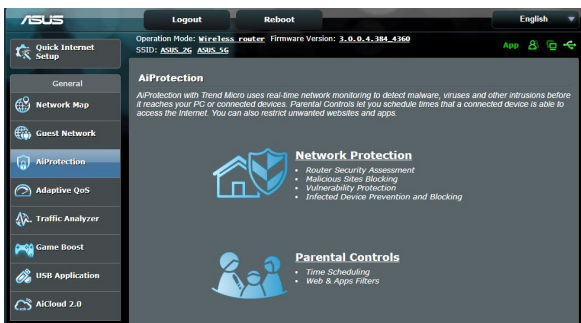 ASUS
Logout
Reboot
English
Quick Internet
Setup
Operation Mode: Wireless router Firmware Version: 3.0.0.4.384_4360
SSID: ASUS_2G ASUS_5G
App
General
Network Map
Guest Network
AiProtection
Adaptive QoS
Traffic Analyzer
Game Boost
USB Application
AiCloud 2.0
AiProtection
AiProtection with Trend Micro uses real-time network monitoring to detect malware, viruses and other intrusions before
it reaches your PC or connected devices. Parental Controls let you schedule times that a connected device is able to
access the Internet. You can also restrict unwanted websites and apps.
Network Protection
• Router Security Assessment
• Malicious Sites Blocking
• Vulnerability Protection
• Infected Device Prevention and Blocking
Parental Controls
• Time Scheduling
• Web & Apps Filters